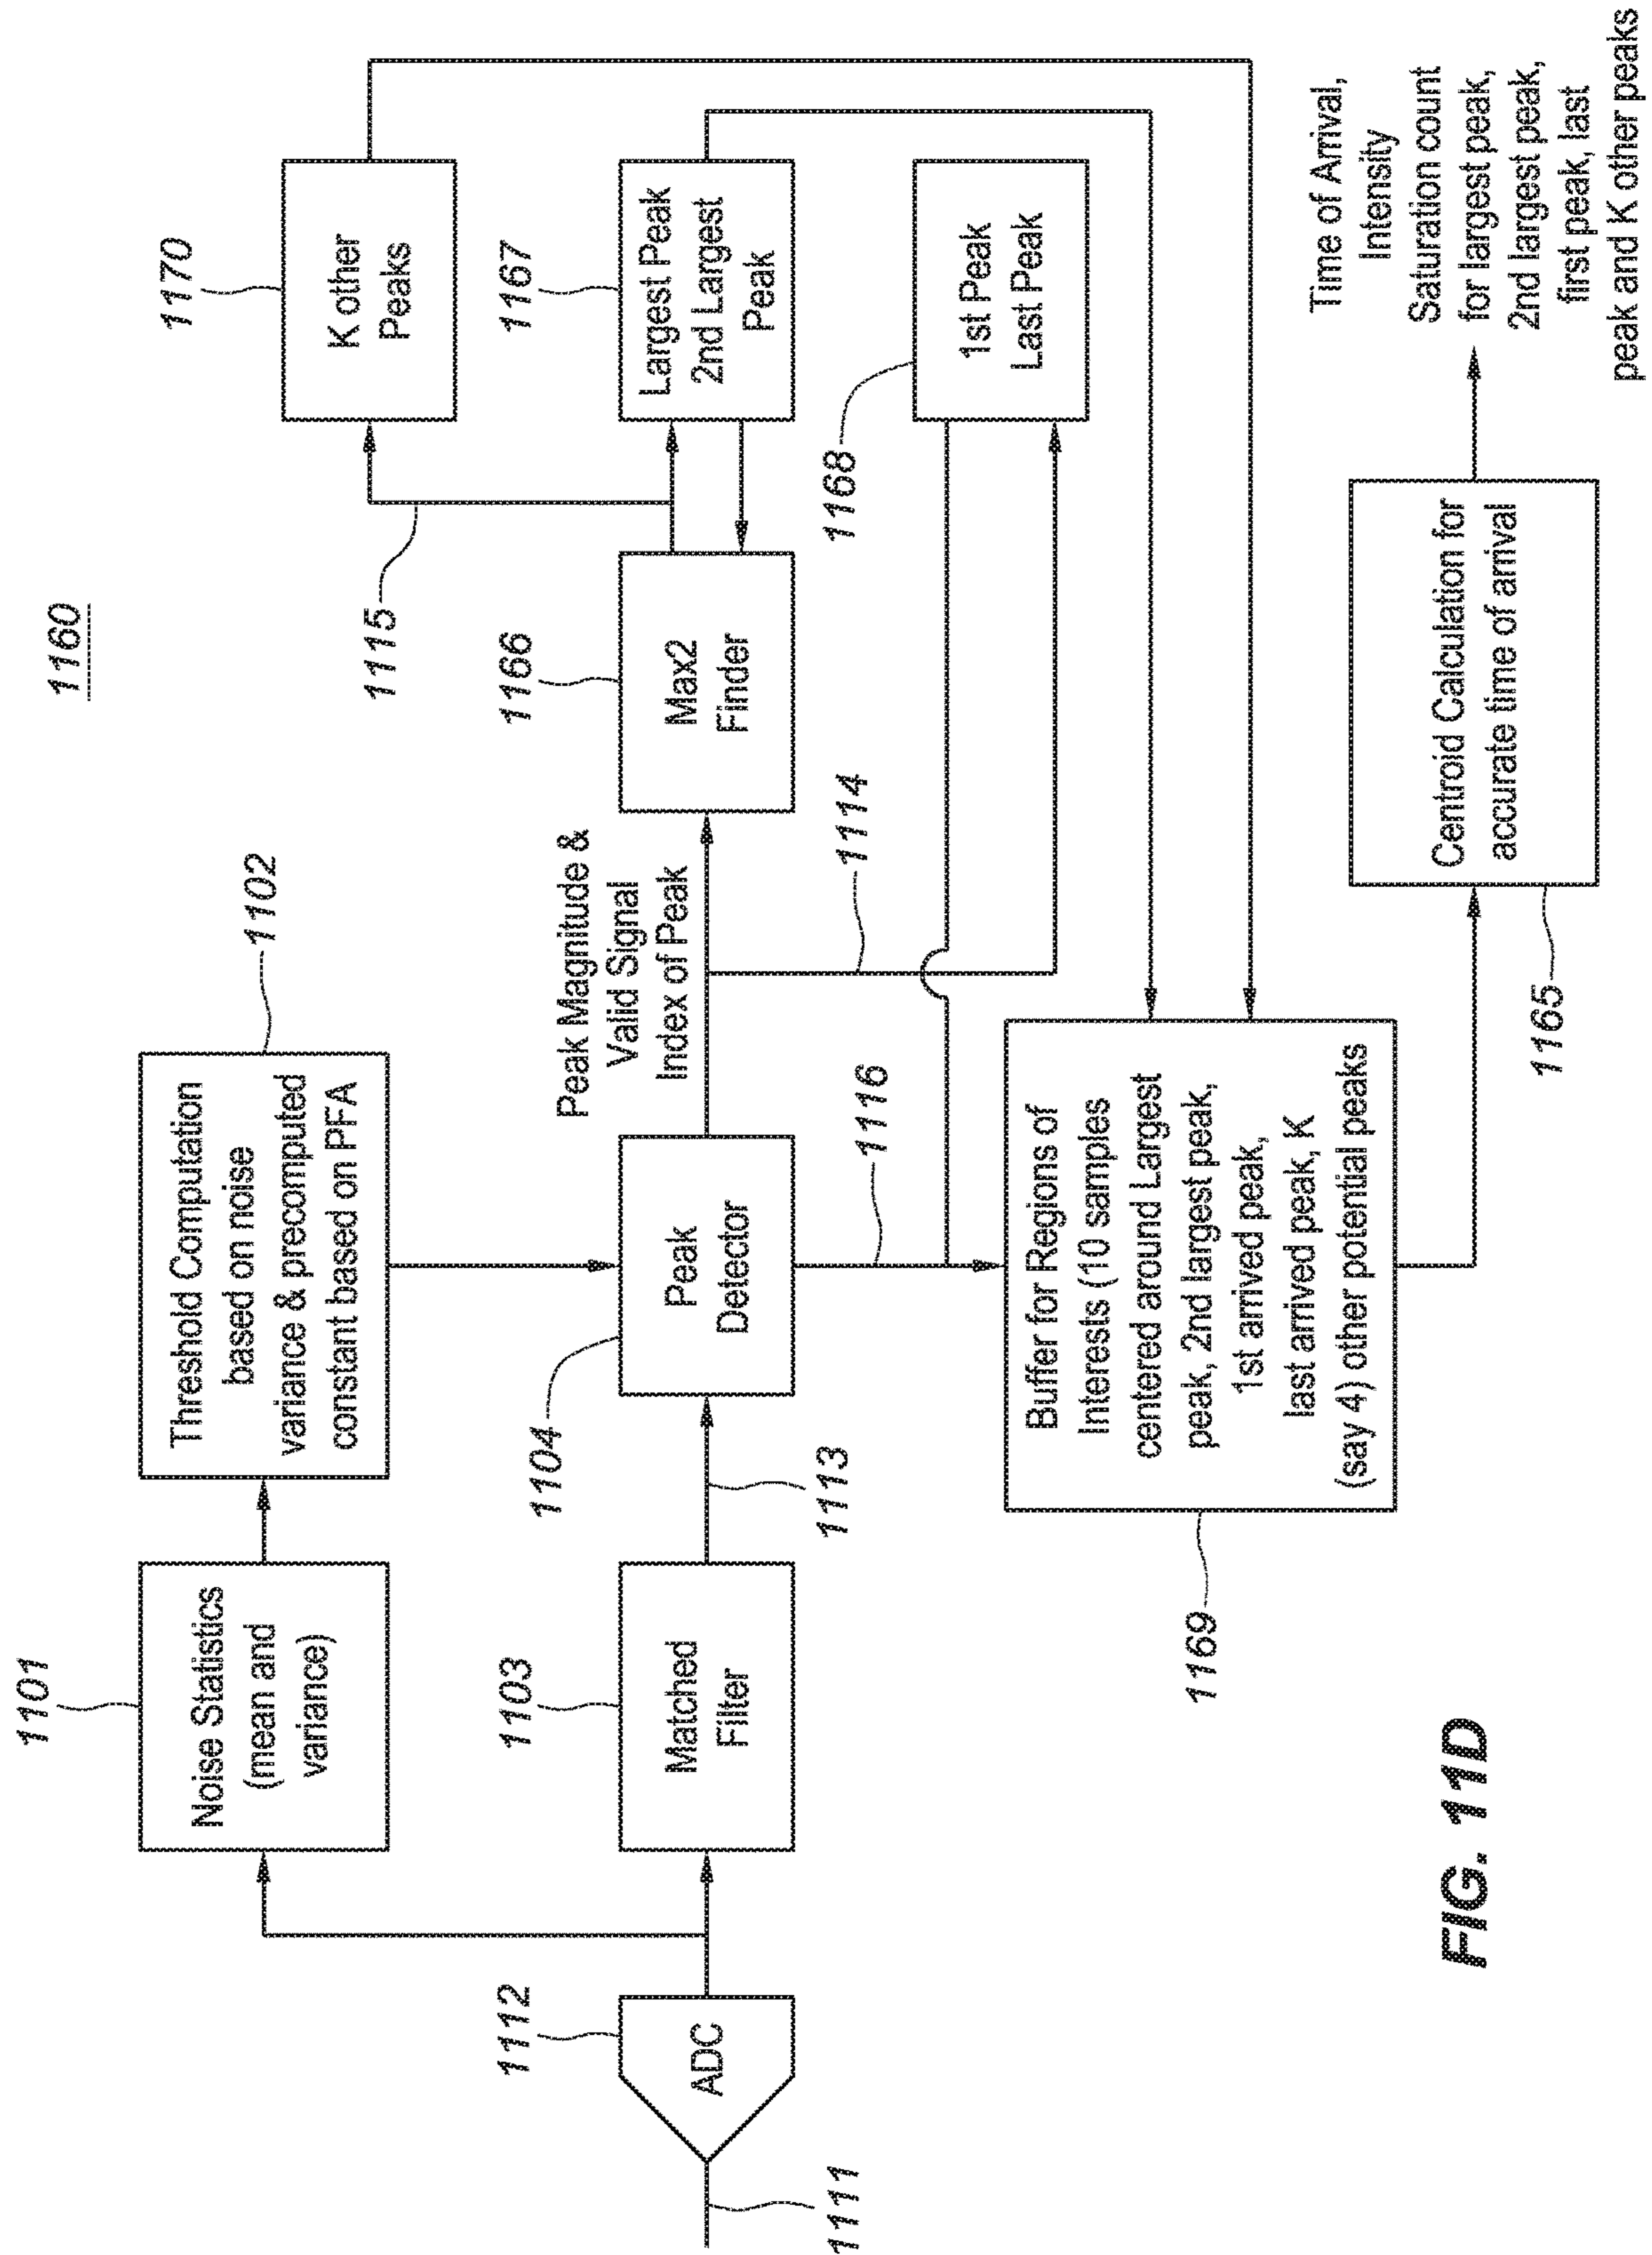 1160
1101
Noise Statistics
(mean and
variance)
1102
Threshold Computation
based on noise
variance & precomputed
constant based on PFA
1170
K other
Peaks
1111
1112
ADC
1103
Matched
Filter
1113
1104
Peak
Detector
Peak Magnitude &
Valid Signal
Index of Peak
1166
Max2
Finder
1115
1167
Largest Peak
2nd Largest
Peak
1116
1114
1168
1st Peak
Last Peak
1169
Buffer for Regions of
Interests (10 samples
centered around Largest
peak, 2nd largest peak,
1st arrived peak,
last arrived peak, K
(say 4) other potential peaks
1165
Centroid Calculation for
accurate time of arrival
Time of Arrival,
Intensity
Saturation count
for largest peak,
2nd largest peak,
first peak, last
peak and K other peaks
FIG. 11D